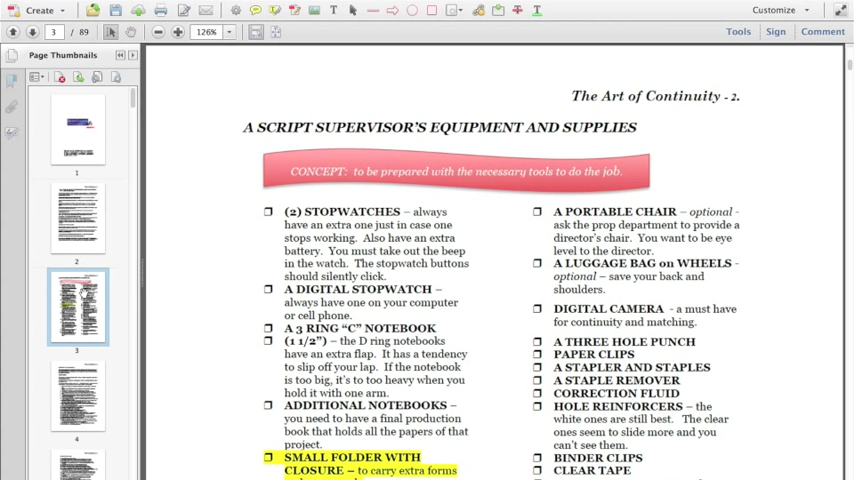 Create
Customize
3 / 89
126%
Tools
Sign
Comment
Page Thumbnails
1
2
3
4
The Art of Continuity - 2.
A SCRIPT SUPERVISOR'S EQUIPMENT AND SUPPLIES
CONCEPT: to be prepared with the necessary tools to do the job.
(2) STOPWATCHES – always
have an extra one just in case one
stops working. Also have an extra
battery. You must take out the beep
in the watch. The stopwatch buttons
should silently click.
A DIGITAL STOPWATCH –
always have one on your computer
or cell phone.
A 3 RING “C” NOTEBOOK
(1 1/2”) – the D ring notebooks
have an extra flap. It has a tendency
to slip off your lap. If the notebook
is too big, it's to too heavy when you
hold it with one arm.
ADDITIONAL NOTEBOOKS –
you need to have a final production
book that holds all the papers of that
project.
SMALL FOLDER WITH
CLOSURE – to carry extra forms
A PORTABLE CHAIR – optional -
ask the prop department to provide a
director's chair. You want to be eye
level to the director.
A LUGGAGE BAG on WHEELS -
optional – save your back and
shoulders.
DIGITAL CAMERA - a must have
for continuity and matching.
A THREE HOLE PUNCH
PAPER CLIPS
A STAPLER AND STAPLES
A STAPLE REMOVER
CORRECTION FLUID
HOLE REINFORCERS – the
white ones are still best. The clear
ones seem to slide more and you
can't see them.
BINDER CLIPS
CLEAR TAPE